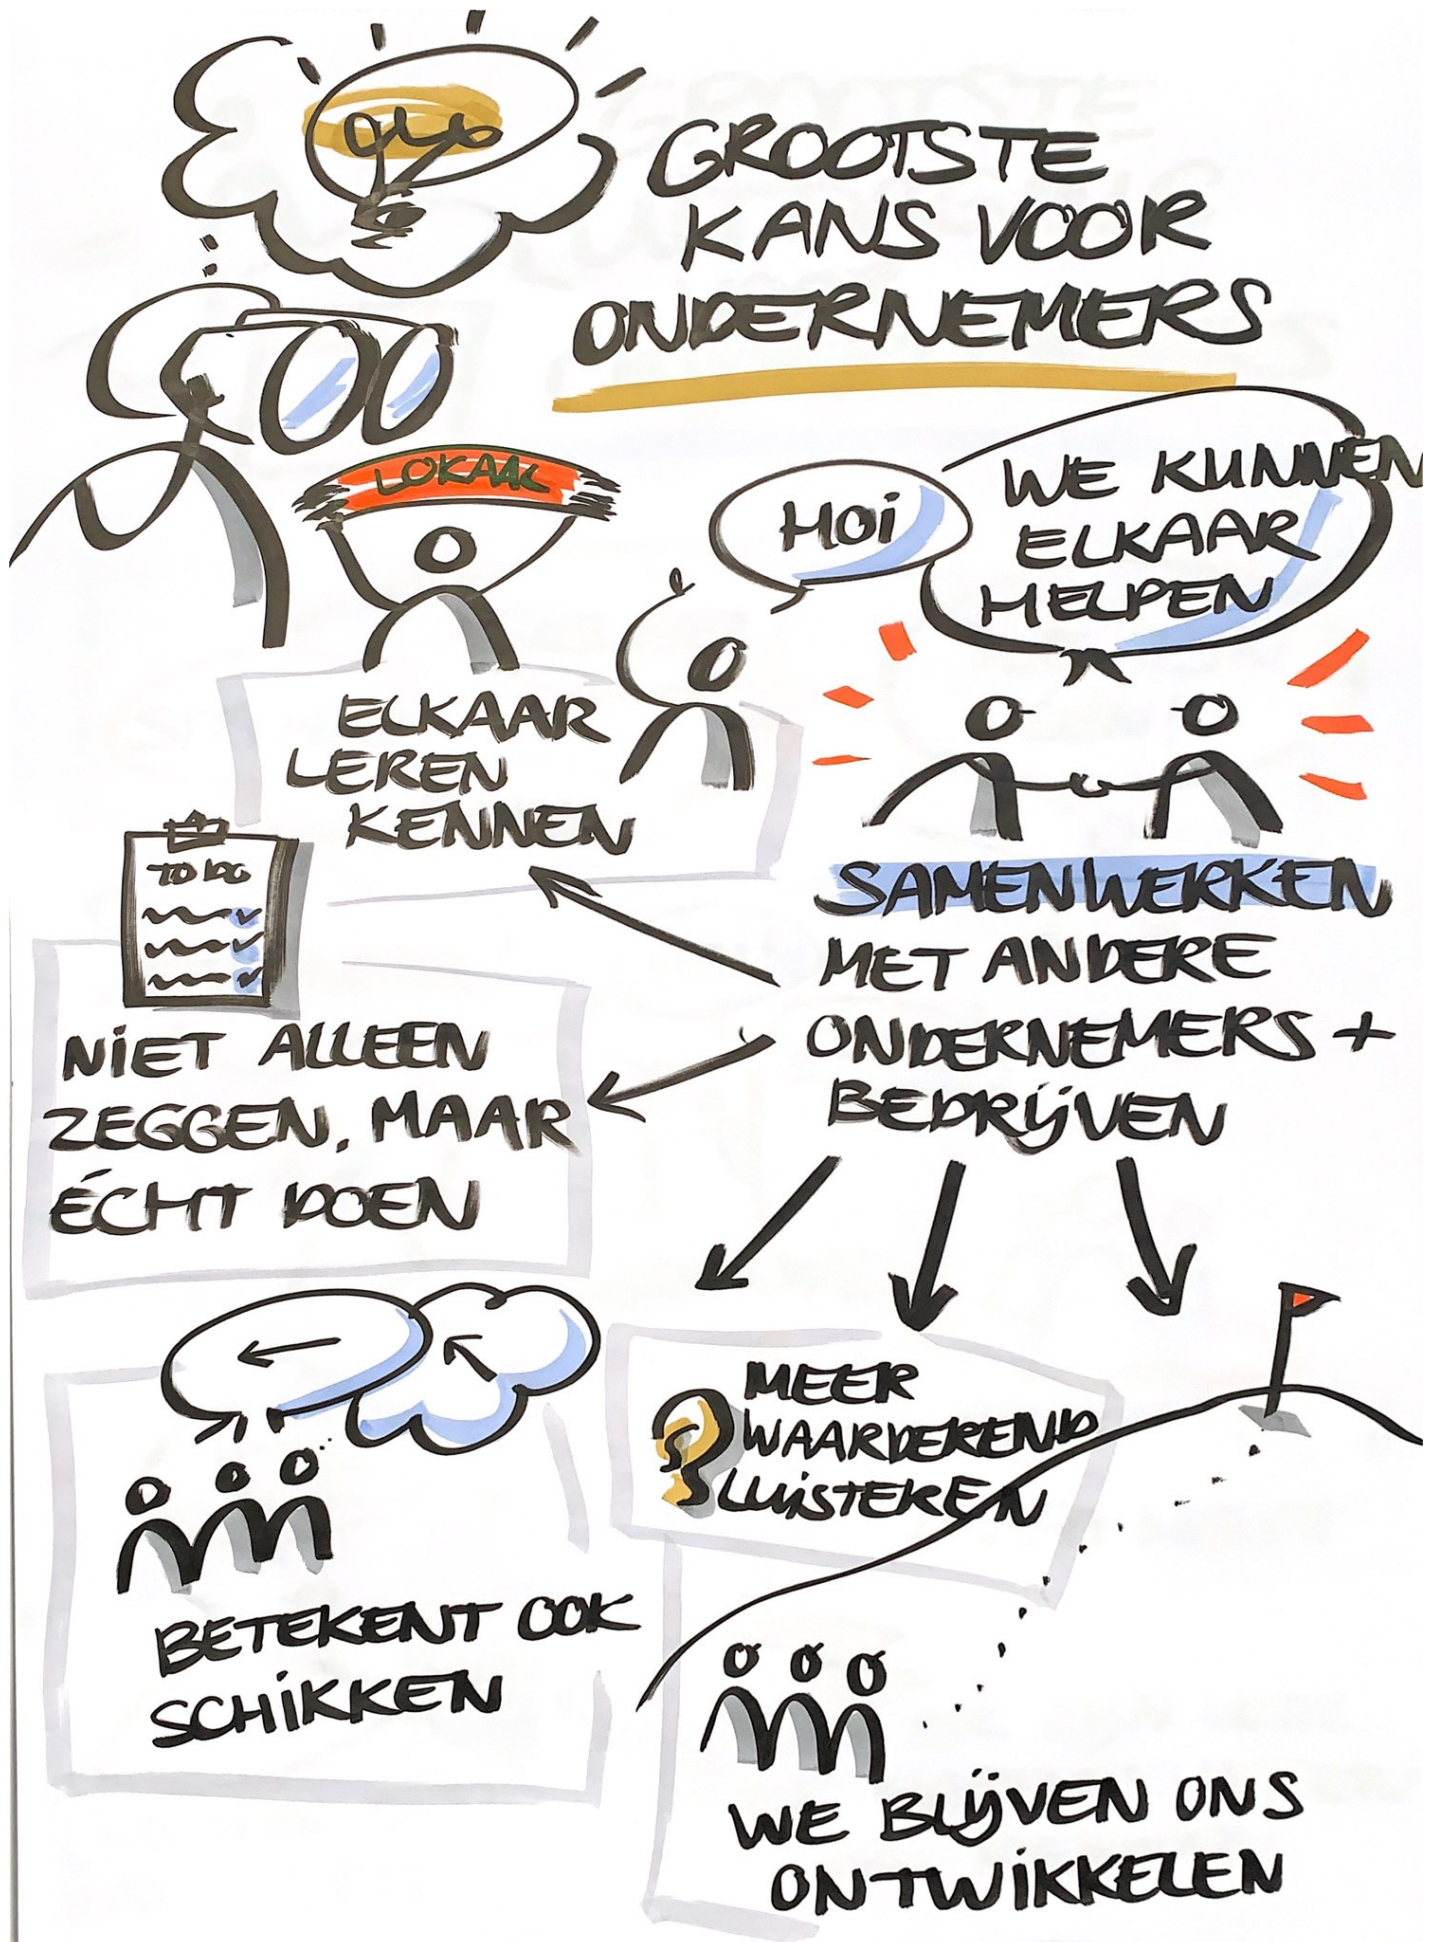 GROOTSTE
KANS VOOR
ONDERNEMERS
LOKAAL
HOI
WE KUNNEN
ELKAAR
HELPEN
ELKAAR
LEREN
KENNEN
SAMENWERKEN
MET ANDERE
ONDERNEMERS +
BEDRIJVEN
TO DO
NIET ALLEEN
ZEGGEN, MAAR
ÉCHT DOEN
MEER
WAARDEREND
LUISTEREN
BETEKENT OOK
SCHIKKEN
WE BLIJVEN ONS
ONTWIKKELEN